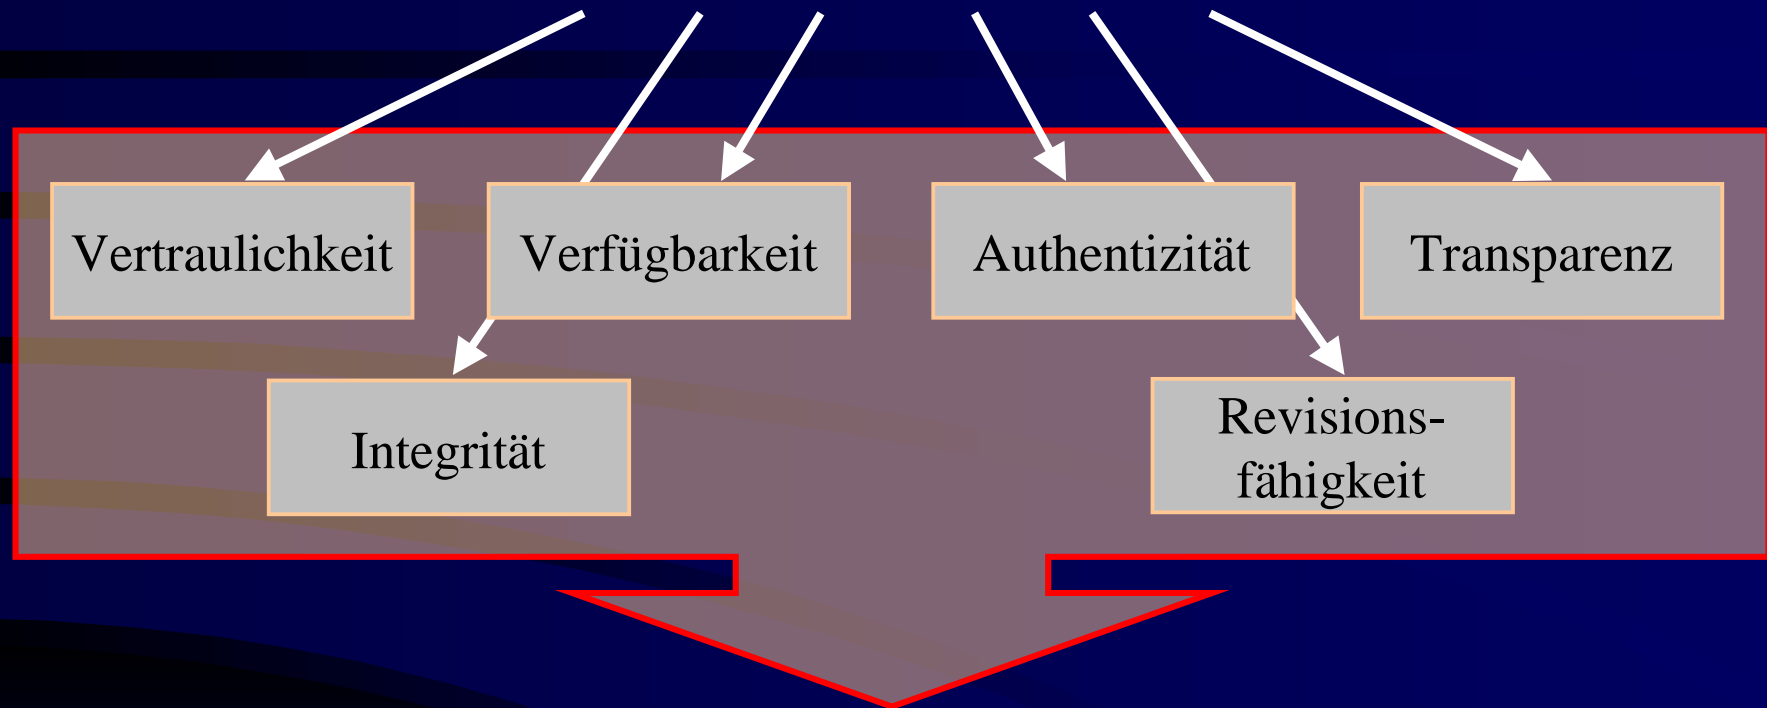 Vertraulichkeit
Verfügbarkeit
Authentizität
Transparenz
Integrität
Revisions-
fähigkeit